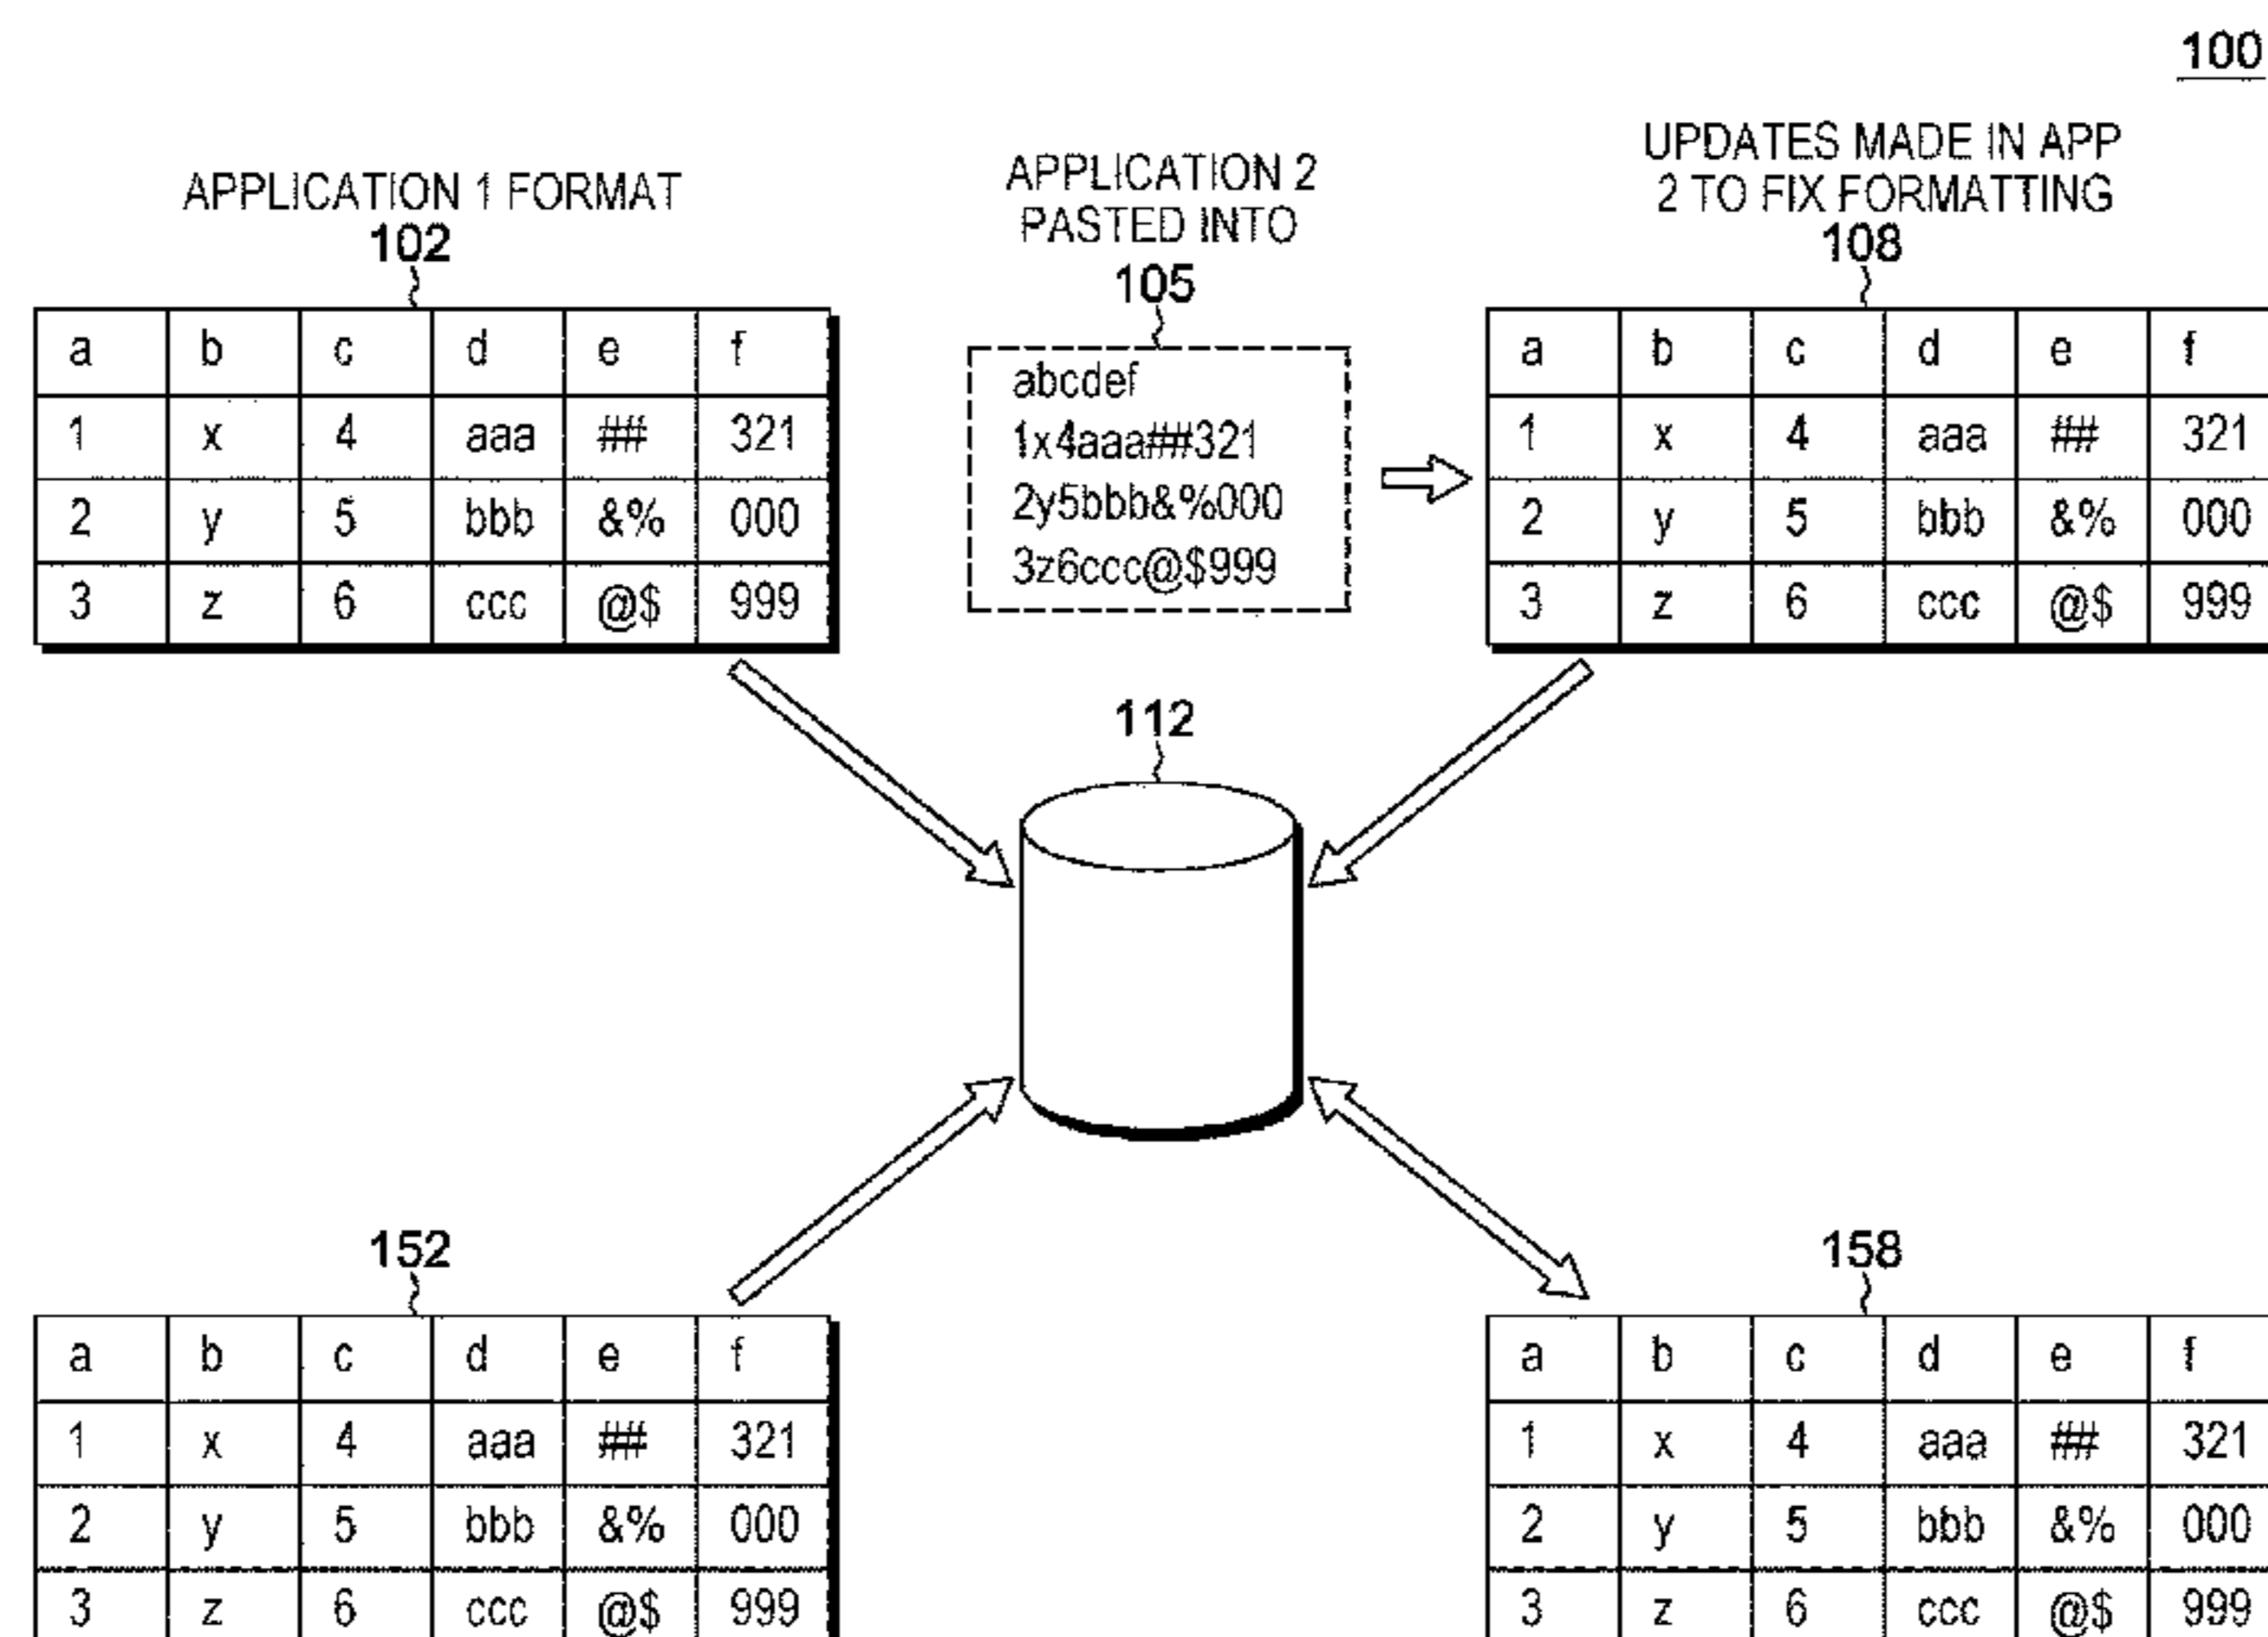 100
APPLICATION 1 FORMAT
102
APPLICATION 2
PASTED INTO
105
UPDATES MADE IN APP
2 TO FIX FORMATTING
108
a b c d e f
1 x 4 aaa ## 321
2 y 5 bbb &% 000
3 z 6 ccc @$ 999
abcdef
1x4aaa##321
2y5bbb&%000
3z6ccc@$999
a b c d e f
1 x 4 aaa ## 321
2 y 5 bbb &% 000
3 z 6 ccc @$ 999
112
152
158
a b c d e f
1 x 4 aaa ## 321
2 y 5 bbb &% 000
3 z 6 ccc @$ 999
a b c d e f
1 x 4 aaa ## 321
2 y 5 bbb &% 000
3 z 6 ccc @$ 999